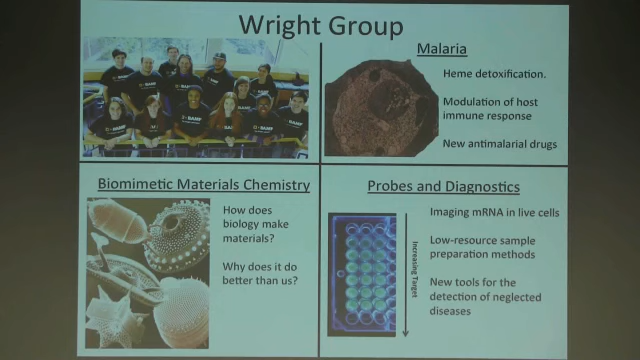 Wright Group
Malaria
Heme detoxification.
Modulation of host
immune response
New antimalarial drugs
Biomimetic Materials Chemistry
How does
biology make
materials?
Why does it do
better than us?
Probes and Diagnostics
Imaging mRNA in live cells
Low-resource sample
preparation methods
New tools for the
detection of neglected
diseases
Increasing Target